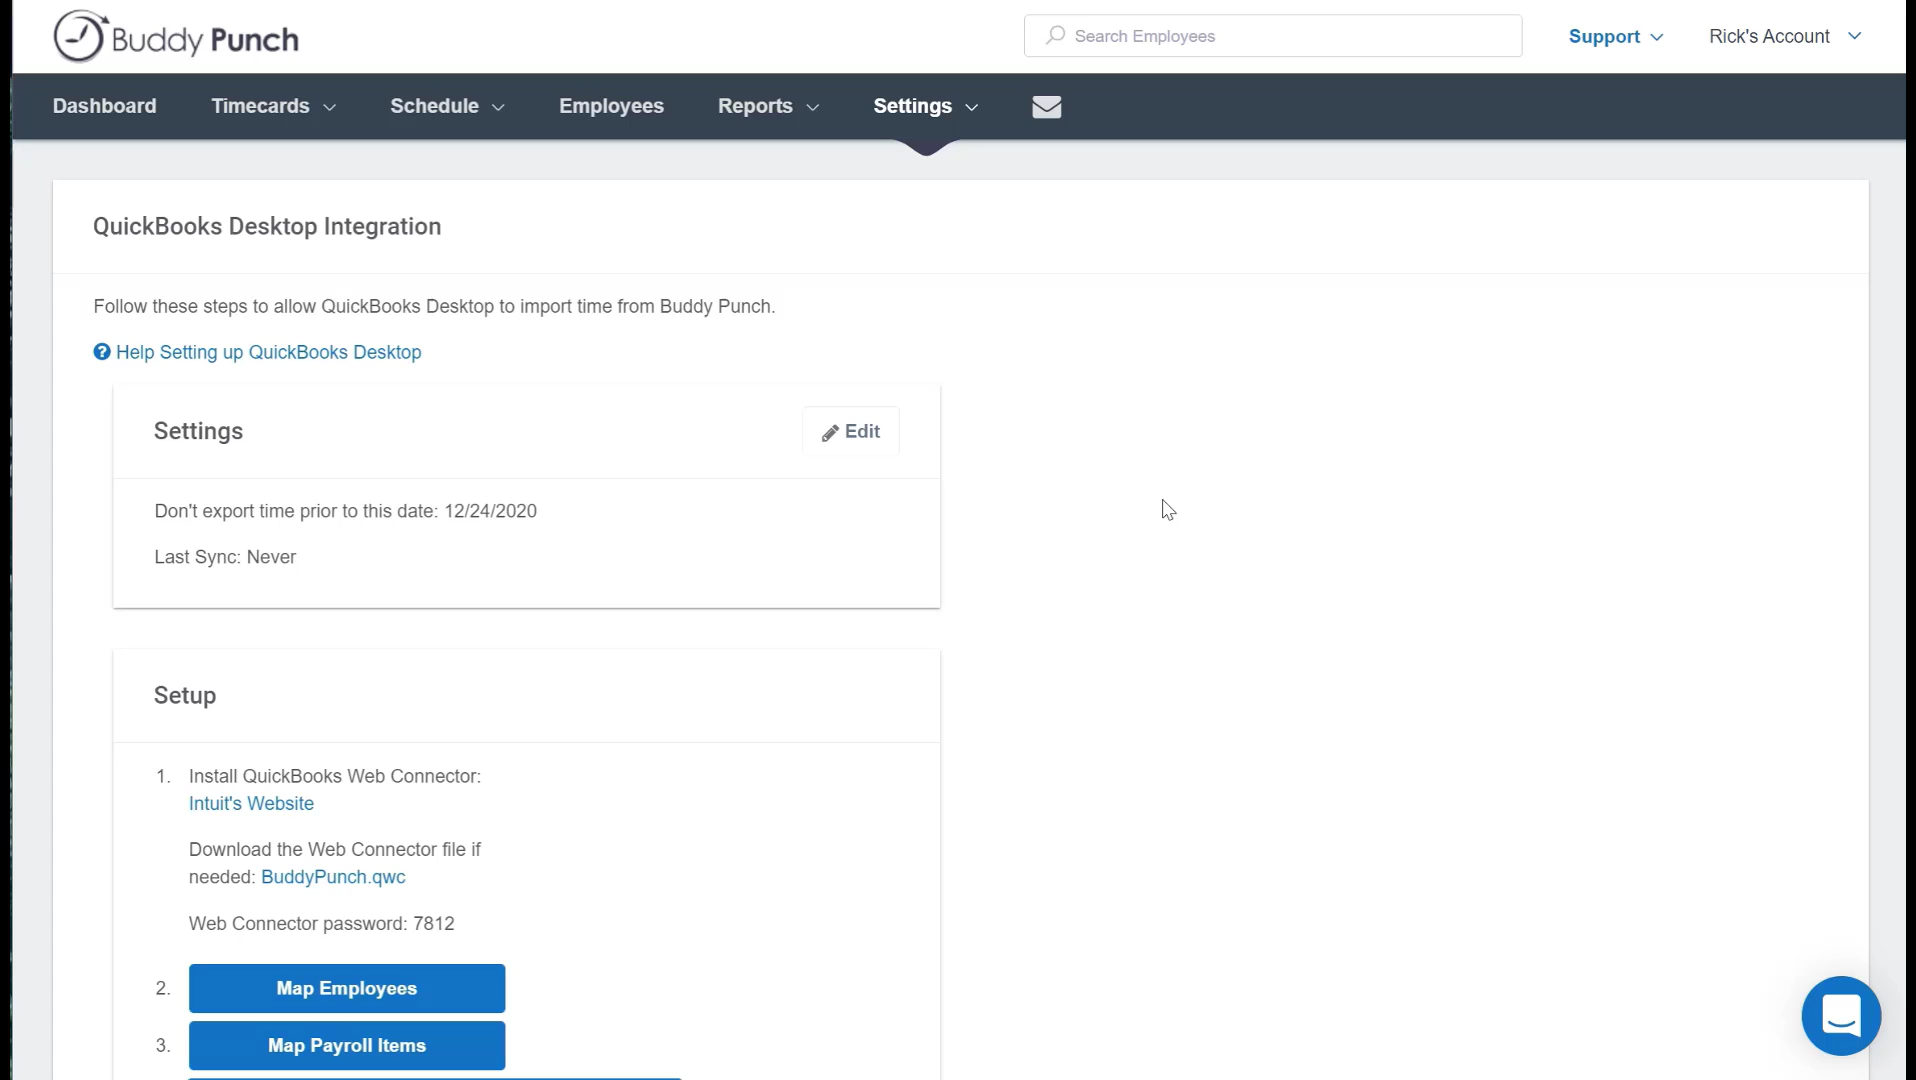 Buddy Punch
Search Employees
Support
Rick's Account
Dashboard
Timecards
Schedule
Employees
Reports
Settings
QuickBooks Desktop Integration
Follow these steps to allow QuickBooks Desktop to import time from Buddy Punch.
Help Setting up QuickBooks Desktop
Settings
Edit
Don't export time prior to this date: 12/24/2020
Last Sync: Never
Setup
1. Install QuickBooks Web Connector:
Intuit's Website
Download the Web Connector file if
needed: BuddyPunch.qwc
Web Connector password: 7812
2. Map Employees
3. Map Payroll Items